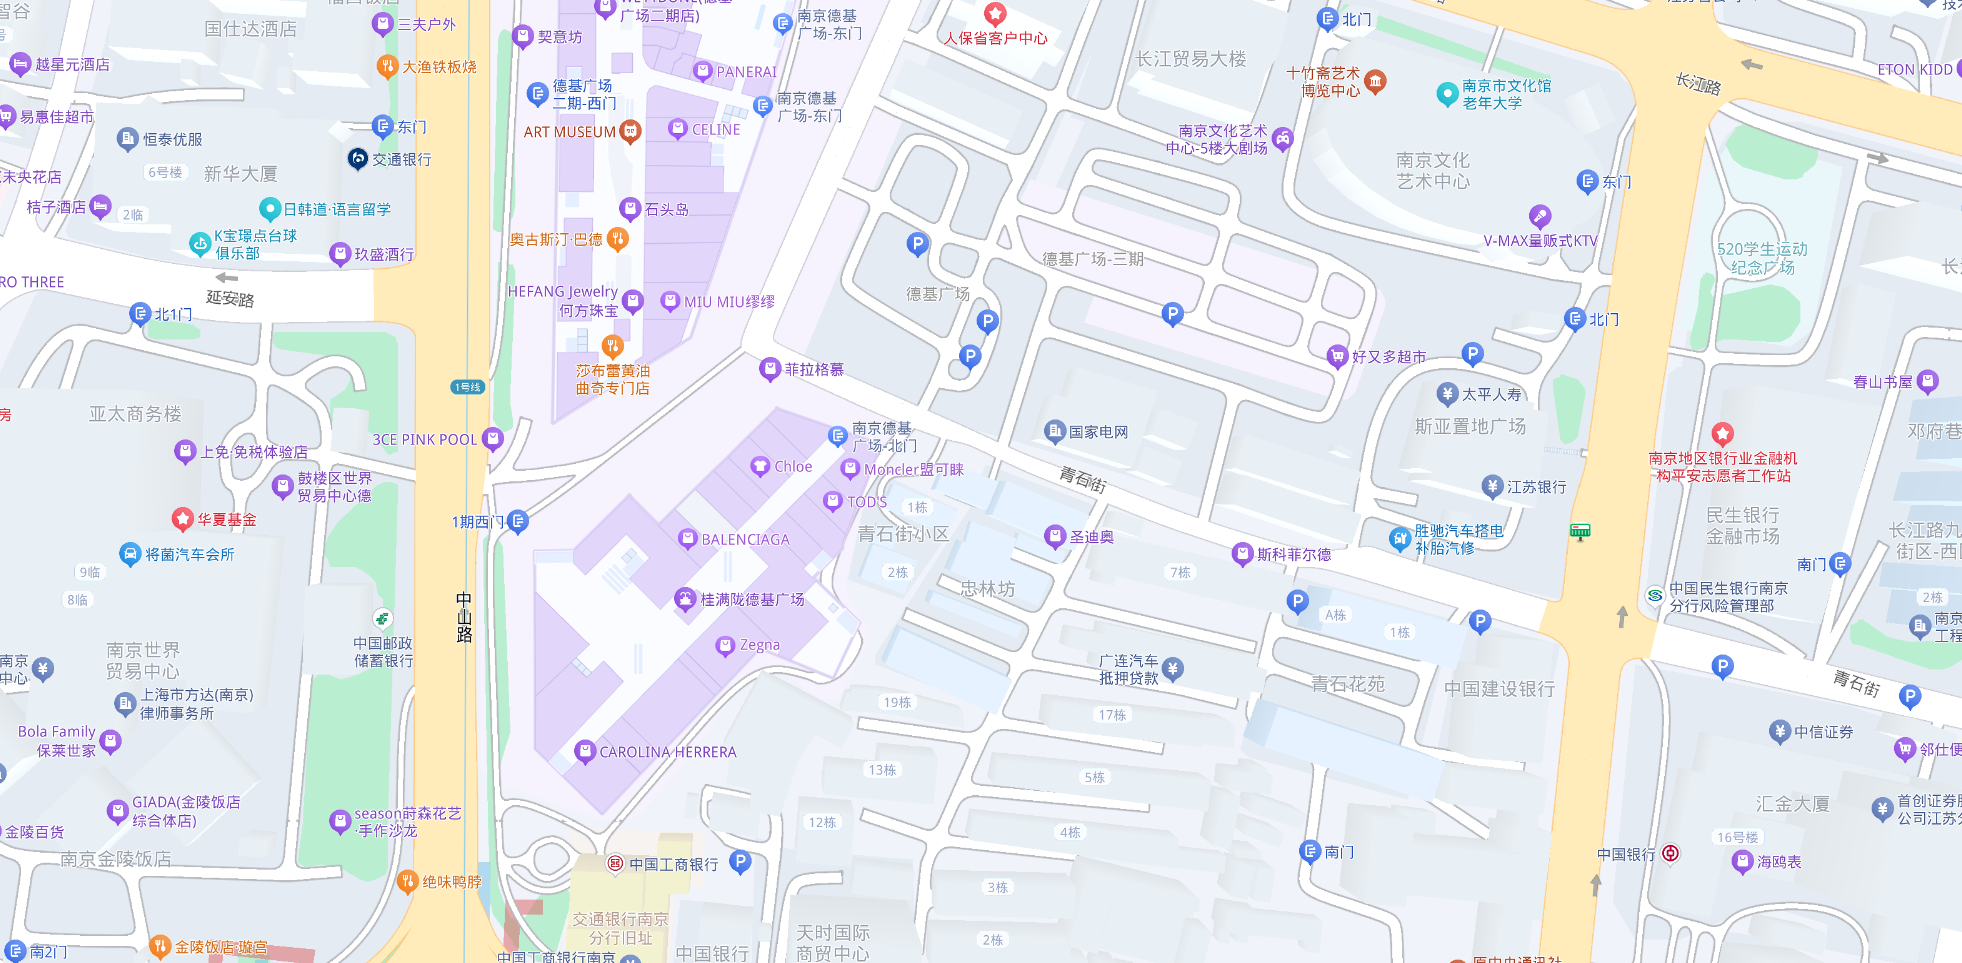 国仕达酒店
三夫户外
契意坊
广场二期店)
南京德基
广场-东门
人保省客户中心
北门
长江贸易大楼
越星元酒店
大渔铁板烧
德基广场
二期-西门
PANERAI
南京德基
广场-东门
十竹斋艺术
博览中心
南京市文化馆
老年大学
长江路
ETON KIDD
易惠佳超市
恒泰优服
东门
交通银行
ART MUSEUM
CELINE
南京文化艺术
中心-5楼大剧场
南京文化
艺术中心
东门
6号楼
新华大厦
未央花店
桔子酒店
2临
日韩道·语言留学
石头岛
V-MAX量贩式KTV
K宝璟点台球
俱乐部
玖盛酒行
奥古斯汀·巴德
德基广场-三期
520学生运动
纪念广场
RO THREE
延安路
HEFANG Jewelry
何方珠宝
MIU MIU缪缪
德基广场
北1门
北门
1号线
莎布蕾黄油
曲奇专门店
菲拉格慕
好又多超市
太平人寿
春山书屋
亚太商务楼
房
3CE PINK POOL
南京德基
广场-北门
国家电网
斯亚置地广场
邓府巷
上免·免税体验店
Chloe
Moncler盟可睐
南京地区银行业金融机
构平安志愿者工作站
鼓楼区世界
贸易中心德
TOD'S
青石街
江苏银行
华夏基金
1期西门
1栋
青石街小区
圣迪奥
胜驰汽车搭电
补胎汽修
民生银行
金融市场
长江路九
街区-西区
将菌汽车会所
BALENCIAGA
斯科菲尔德
南门
9临
8临
2栋
忠林坊
7栋
中国民生银行南京
分行风险管理部
2栋
中山路
桂满陇德基广场
A栋
1栋
中国邮政
储蓄银行
南京世界
贸易中心
Zegna
广连汽车
抵押贷款
青石花苑
中国建设银行
青石街
南京
中心
上海市方达(南京)
律师事务所
19栋
17栋
中信证券
Bola Family
保莱世家
CAROLINA HERRERA
13栋
5栋
GIADA(金陵饭店
综合体店)
season莳森花艺
·手作沙龙
12栋
4栋
汇金大厦
16号楼
首创证券
公司江苏
金陵百货
南京金陵饭店
中国工商银行
南门
中国银行
海鸥表
绝味鸭脖
3栋
交通银行南京
分行旧址
天时国际
商贸中心
2栋
南2门
金陵饭店·璇宫
中国银行
中国工商银行南京